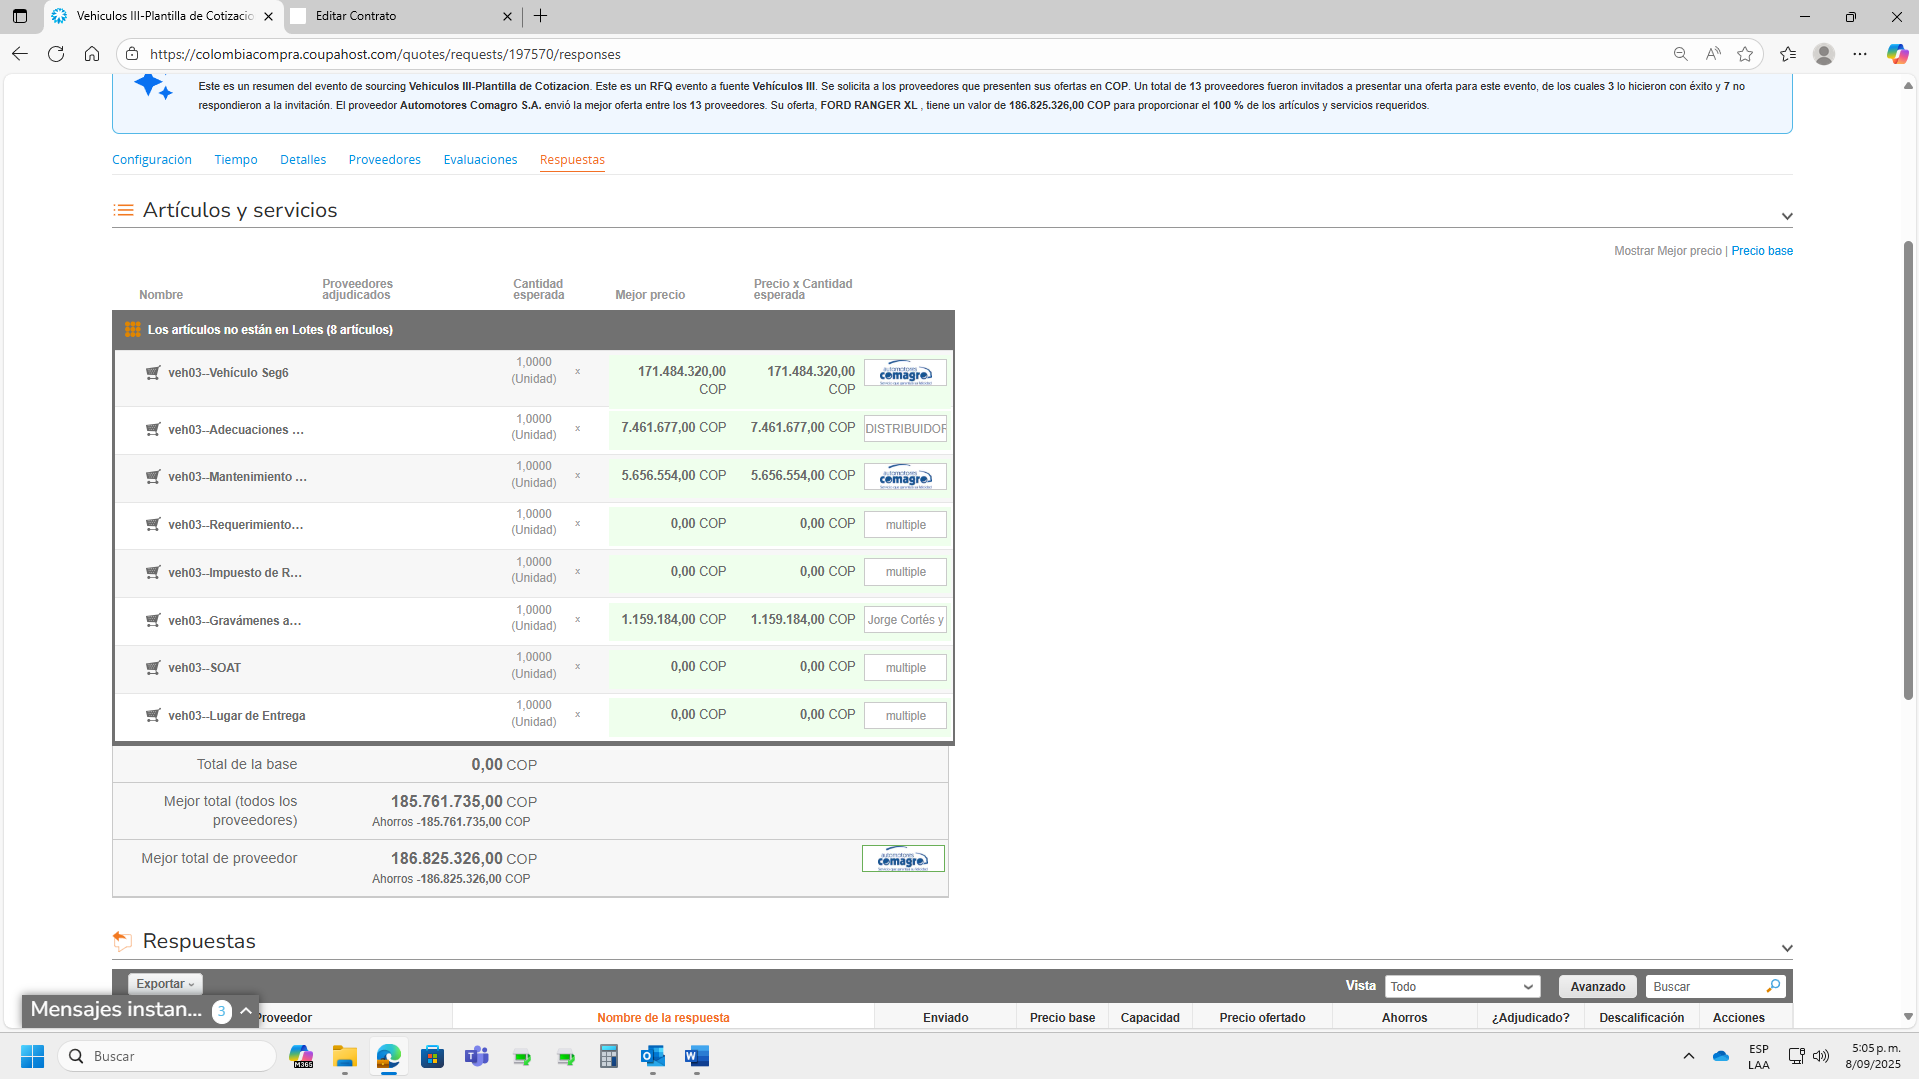 Vehiculos III-Plantilla de Cotizacio
Editar Contrato
https://colombiacompra.coupahost.com/quotes/requests/197570/responses
Este es un resumen del evento de sourcing Vehiculos III-Plantilla de Cotizacion. Este es un RFQ evento a fuente Vehículos III. Se solicita a los proveedores que presenten sus ofertas en COP. Un total de 13 proveedores fueron invitados a presentar una oferta para este evento, de los cuales 3 lo hicieron con éxito y 7 no
respondieron a la invitación. El proveedor Automotores Comagro S.A. envió la mejor oferta entre los 13 proveedores. Su oferta, FORD RANGER XL , tiene un valor de 186.825.326,00 COP para proporcionar el 100 % de los artículos y servicios requeridos.
Configuración Tiempo Detalles Proveedores Evaluaciones Respuestas
Artículos y servicios
Mostrar Mejor precio | Precio base
Nombre Proveedores adjudicados Cantidad esperada Mejor precio Precio x Cantidad esperada
Los artículos no están en Lotes (8 artículos)
veh03--Vehículo Seg6 1,0000 (Unidad) x 171.484.320,00 COP 171.484.320,00 COP automotores comagro
veh03--Adecuaciones ... 1,0000 (Unidad) x 7.461.677,00 COP 7.461.677,00 COP DISTRIBUIDOR
veh03--Mantenimiento ... 1,0000 (Unidad) x 5.656.554,00 COP 5.656.554,00 COP automotores comagro
veh03--Requerimiento... 1,0000 (Unidad) x 0,00 COP 0,00 COP multiple
veh03--Impuesto de R... 1,0000 (Unidad) x 0,00 COP 0,00 COP multiple
veh03--Gravámenes a... 1,0000 (Unidad) x 1.159.184,00 COP 1.159.184,00 COP Jorge Cortés y
veh03--SOAT 1,0000 (Unidad) x 0,00 COP 0,00 COP multiple
veh03--Lugar de Entrega 1,0000 (Unidad) x 0,00 COP 0,00 COP multiple
Total de la base 0,00 COP
Mejor total (todos los proveedores) 185.761.735,00 COP
Ahorros -185.761.735,00 COP
Mejor total de proveedor 186.825.326,00 COP automotores comagro
Ahorros -186.825.326,00 COP
Respuestas
Exportar Vista Todo Avanzado Buscar
Mensajes instan... 3
Proveedor Nombre de la respuesta Enviado Precio base Capacidad Precio ofertado Ahorros ¿Adjudicado? Descalificación Acciones
Buscar
M365
ESP
LAA
5:05 p. m.
8/09/2025